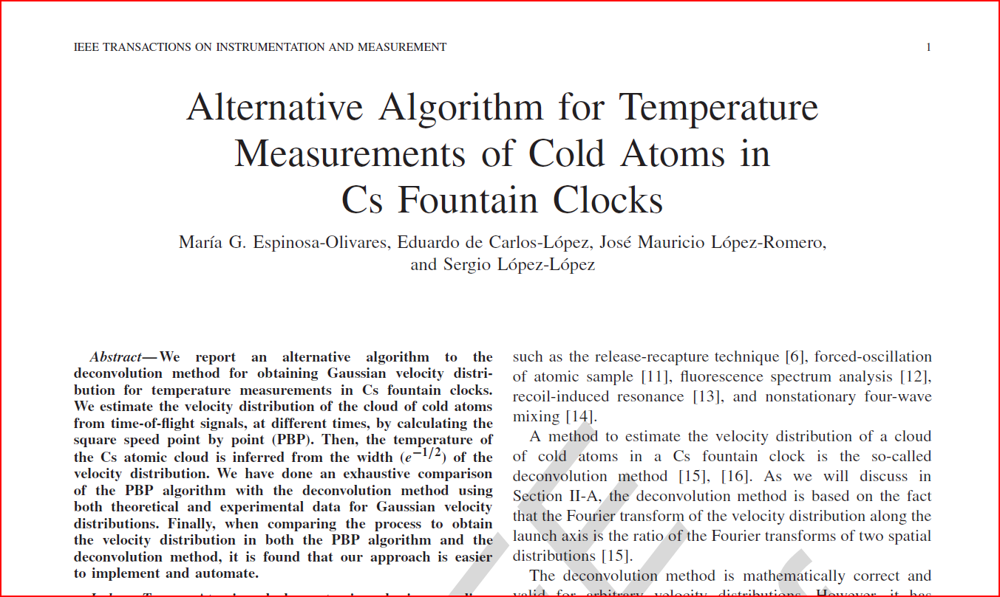 IEEE TRANSACTIONS ON INSTRUMENTATION AND MEASUREMENT 1
Alternative Algorithm for Temperature
Measurements of Cold Atoms in
Cs Fountain Clocks
María G. Espinosa-Olivares, Eduardo de Carlos-López, José Mauricio López-Romero,
and Sergio López-López
Abstract—We report an alternative algorithm to the
deconvolution method for obtaining Gaussian velocity distri-
bution for temperature measurements in Cs fountain clocks.
We estimate the velocity distribution of the cloud of cold atoms
from time-of-flight signals, at different times, by calculating the
square speed point by point (PBP). Then, the temperature of
the Cs atomic cloud is inferred from the width (e−1/2) of the
velocity distribution. We have done an exhaustive comparison
of the PBP algorithm with the deconvolution method using
both theoretical and experimental data for Gaussian velocity
distributions. Finally, when comparing the process to obtain
the velocity distribution in both the PBP algorithm and the
deconvolution method, it is found that our approach is easier
to implement and automate.
such as the release-recapture technique [6], forced-oscillation
of atomic sample [11], fluorescence spectrum analysis [12],
recoil-induced resonance [13], and nonstationary four-wave
mixing [14].
A method to estimate the velocity distribution of a cloud
of cold atoms in a Cs fountain clock is the so-called
deconvolution method [15], [16]. As we will discuss in
Section II-A, the deconvolution method is based on the fact
that the Fourier transform of the velocity distribution along the
launch axis is the ratio of the Fourier transforms of two spatial
distributions [15].
The deconvolution method is mathematically correct and
valid for arbitrary velocity distributions. However, it has